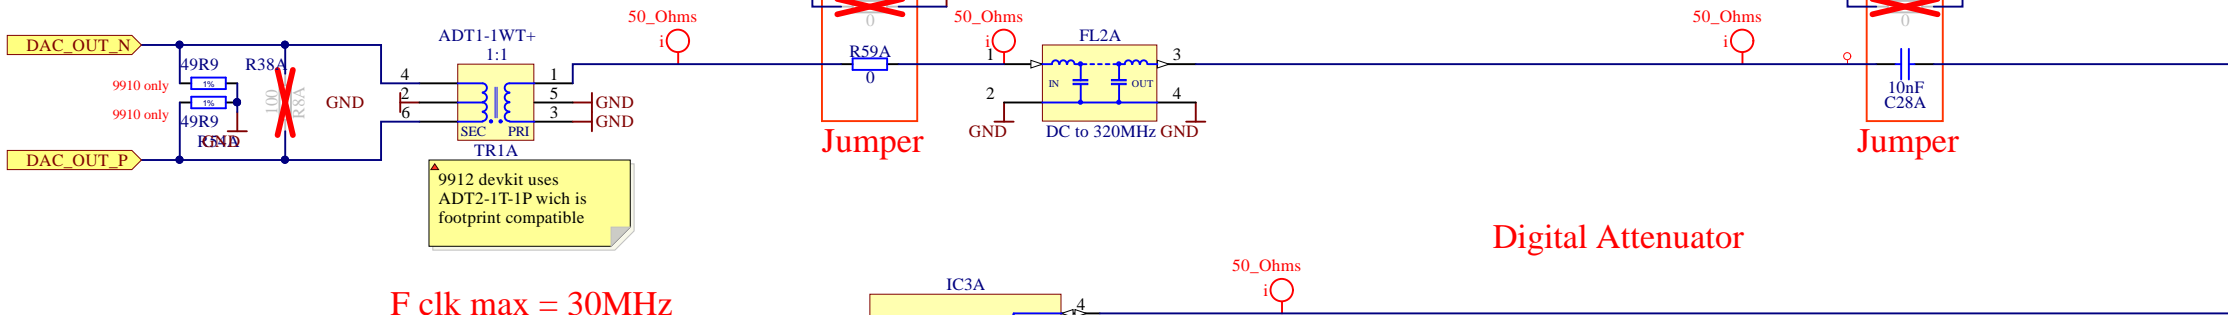 50_Ohms
i
0
50_Ohms
i
50_Ohms
i
0
DAC_OUT_N
49R9
R38A
1%
9910 only
1%
9910 only
49R9
R54A
GND
100
R8A
DAC_OUT_P
ADT1-1WT+
1:1
4
2
6
GND
SEC
PRI
1
5
3
GND
GND
TR1A
9912 devkit uses
ADT2-1T-1P wich is
footprint compatible
R59A
0
Jumper
FL2A
1
2
3
4
IN
OUT
GND
DC to 320MHz
GND
10nF
C28A
Jumper
Digital Attenuator
F clk max = 30MHz
IC3A
4
50_Ohms
i